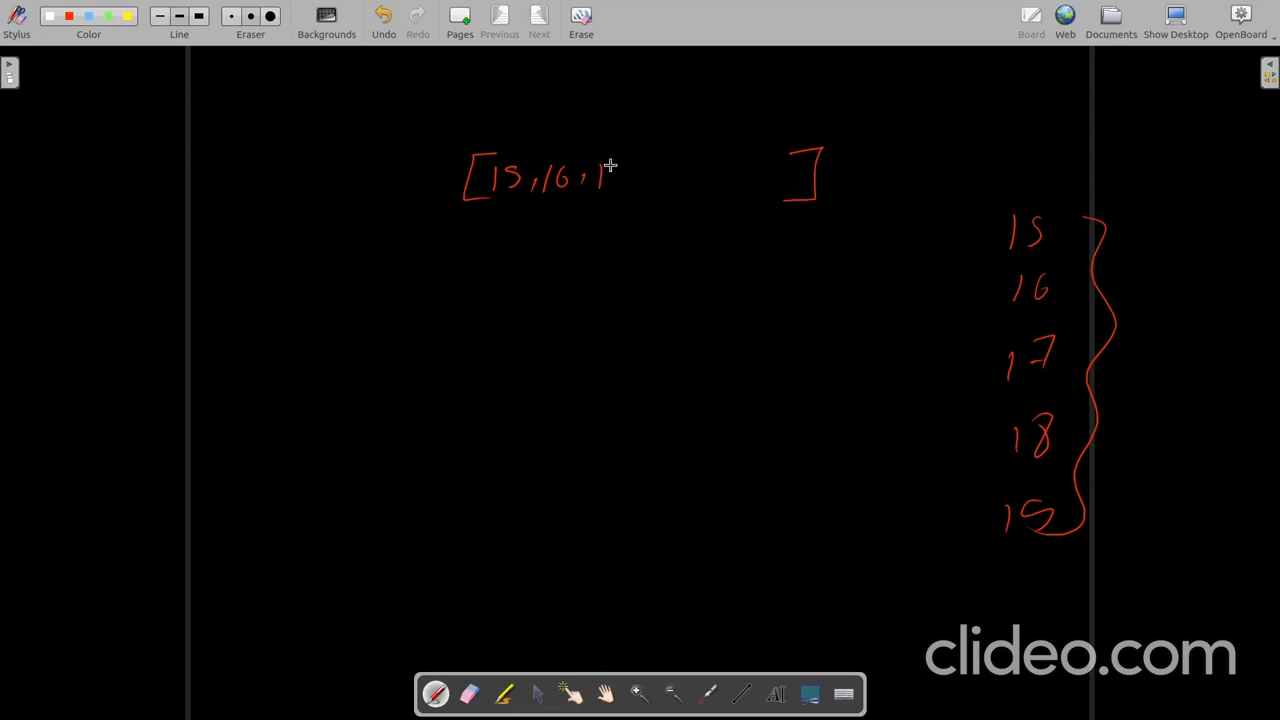 Stylus Color Line Eraser Backgrounds Undo Redo Pages Previous Next Erase Board Web Documents Show Desktop OpenBoard
[15, 16, 1 ]
15
16
17
18
15
clideo.com
AI